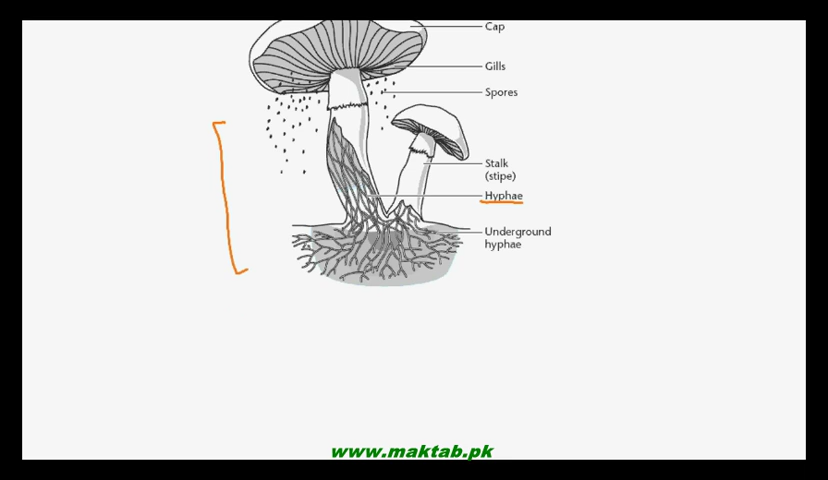 Cap
Gills
Spores
Stalk
(stipe)
Hyphae
Underground
hyphae
www.maktab.pk